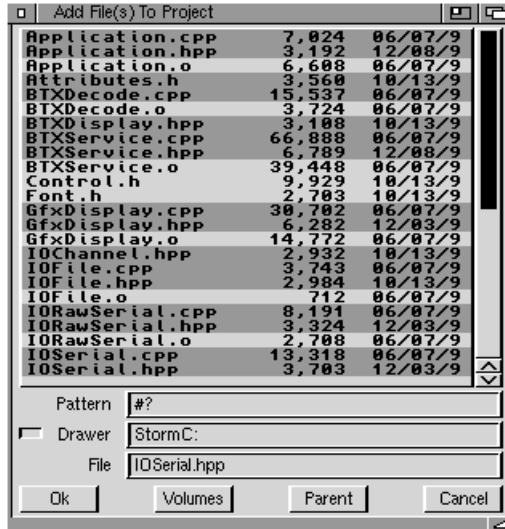 Add File(s) To Project
Application.cpp 7,024 06/07/9
Application.hpp 3,192 12/08/9
Application.o 6,608 06/07/9
Attributes.h 3,560 10/13/9
BTXDecode.cpp 15,537 06/07/9
BTXDecode.o 3,724 06/07/9
BTXDisplay.hpp 3,108 10/13/9
BTXService.cpp 66,888 06/07/9
BTXService.hpp 6,789 12/08/9
BTXService.o 39,448 06/07/9
Control.h 9,929 10/13/9
Font.h 2,703 10/13/9
GfxDisplay.cpp 30,702 06/07/9
GfxDisplay.hpp 6,282 12/03/9
GfxDisplay.o 14,772 06/07/9
IOChannel.hpp 2,932 10/13/9
IOFile.cpp 3,743 06/07/9
IOFile.hpp 2,984 10/13/9
IOFile.o 712 06/07/9
IORawSerial.cpp 8,191 06/07/9
IORawSerial.hpp 3,324 12/03/9
IORawSerial.o 2,708 06/07/9
IOSerial.cpp 13,318 06/07/9
IOSerial.hpp 3,703 12/03/9
Pattern #?
Drawer StormC:
File IOSerial.hpp
Ok Volumes Parent Cancel